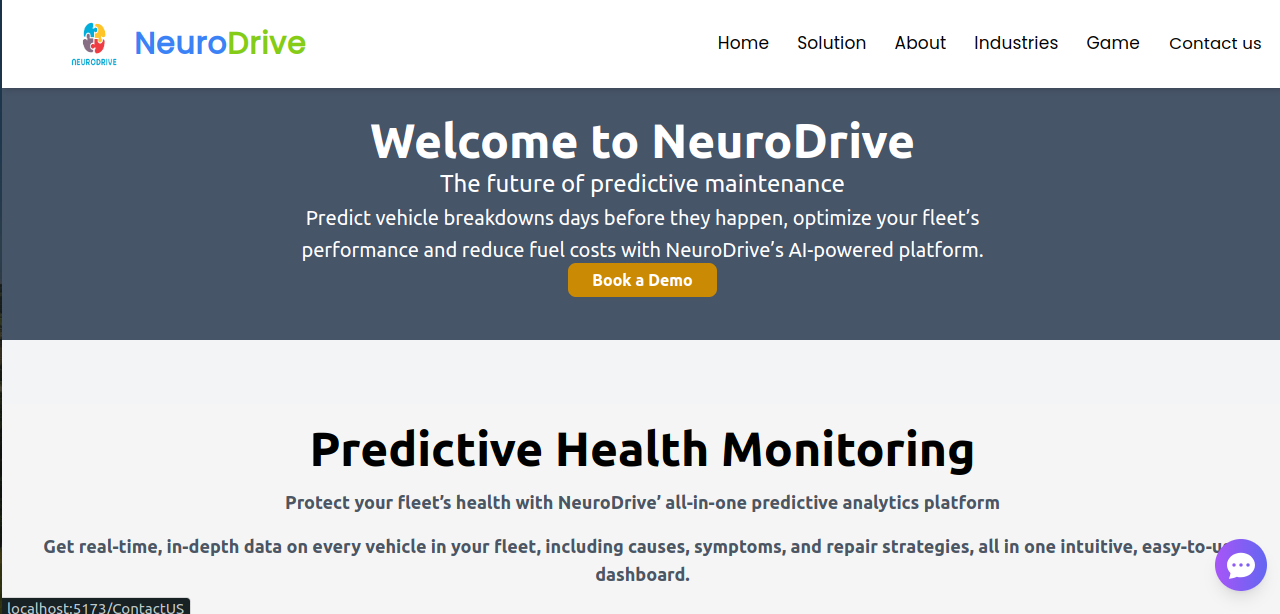 NEURODRIVE
NeuroDrive
Home Solution About Industries Game Contact us
Welcome to NeuroDrive
The future of predictive maintenance
Predict vehicle breakdowns days before they happen, optimize your fleet’s
performance and reduce fuel costs with NeuroDrive’s AI-powered platform.
Book a Demo
Predictive Health Monitoring
Protect your fleet’s health with NeuroDrive’ all-in-one predictive analytics platform
Get real-time, in-depth data on every vehicle in your fleet, including causes, symptoms, and repair strategies, all in one intuitive,
dashboard.
localhost:5173/ContactUS